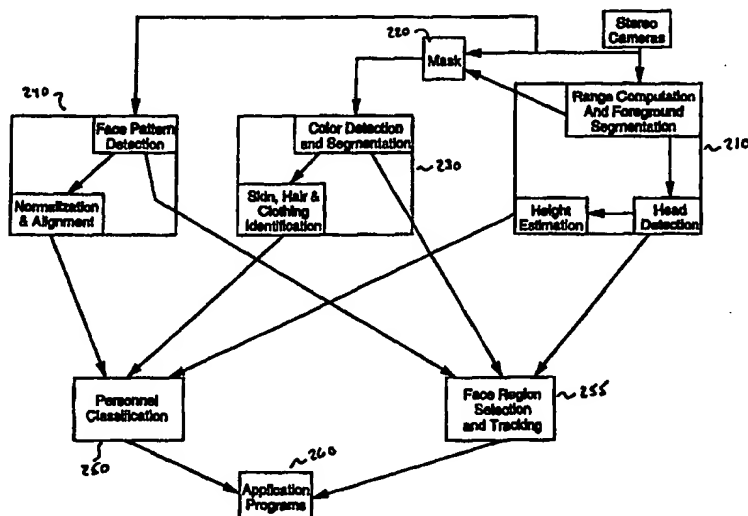 Stereo
Cameras
220
Mask
240
Face Pattern
Detection
Color Detection
and Segmentation
Range Computation
And Foreground
Segmentation
210
230
Normalization
& Alignment
Skin, Hair &
Clothing
Identification
Height
Estimation
Head
Detection
Personnel
Classification
250
Face Region
Selection
and Tracking
255
260
Application
Programs